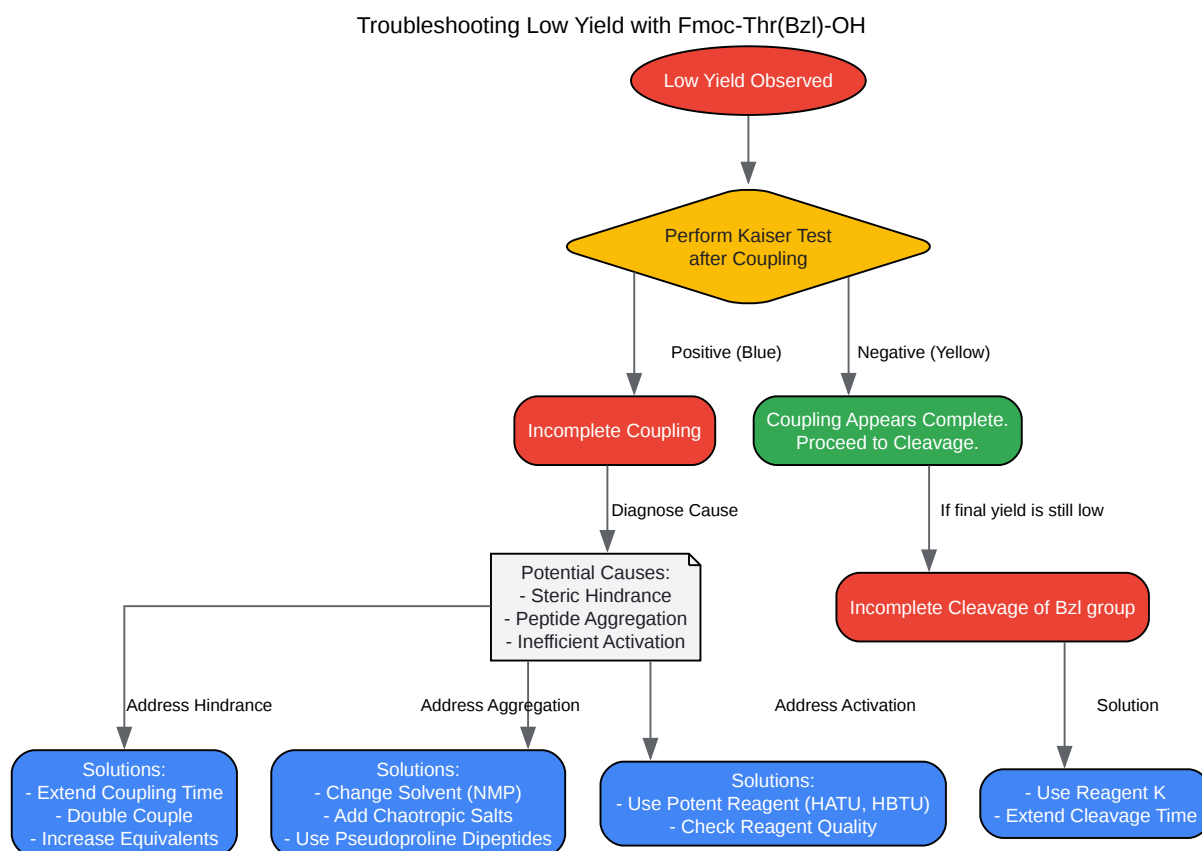 Troubleshooting Low Yield with Fmoc-Thr(Bzl)-OH
Low Yield Observed
Perform Kaiser Test
after Coupling
Positive (Blue)
Negative (Yellow)
Incomplete Coupling
Coupling Appears Complete.
Proceed to Cleavage.
Diagnose Cause
If final yield is still low
Potential Causes:
- Steric Hindrance
- Peptide Aggregation
- Inefficient Activation
Incomplete Cleavage of Bzl group
Address Hindrance
Address Aggregation
Address Activation
Solution
Solutions:
- Extend Coupling Time
- Double Couple
- Increase Equivalents
Solutions:
- Change Solvent (NMP)
- Add Chaotropic Salts
- Use Pseudoproline Dipeptides
Solutions:
- Use Potent Reagent (HATU, HBTU)
- Check Reagent Quality
- Use Reagent K
- Extend Cleavage Time